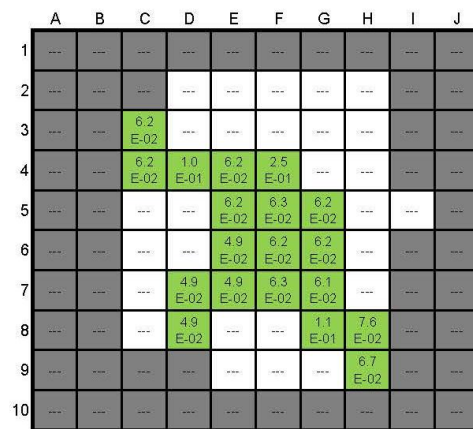 A B C D E F G H I J
1 --- --- --- --- --- --- --- --- --- ---
2 --- --- --- --- --- --- --- --- --- ---
3 --- --- 6.2 E-02 --- --- --- --- --- --- ---
4 --- --- 6.2 E-02 1.0 E-01 6.2 E-02 2.5 E-01 --- --- --- ---
5 --- --- --- --- 6.2 E-02 6.3 E-02 6.2 E-02 --- --- ---
6 --- --- --- --- 4.9 E-02 6.2 E-02 6.2 E-02 --- --- ---
7 --- --- --- 4.9 E-02 4.9 E-02 6.3 E-02 6.1 E-02 --- --- ---
8 --- --- --- 4.9 E-02 --- --- 1.1 E-01 7.6 E-02 --- ---
9 --- --- --- --- --- --- --- 6.7 E-02 --- ---
10 --- --- --- --- --- --- --- --- --- ---